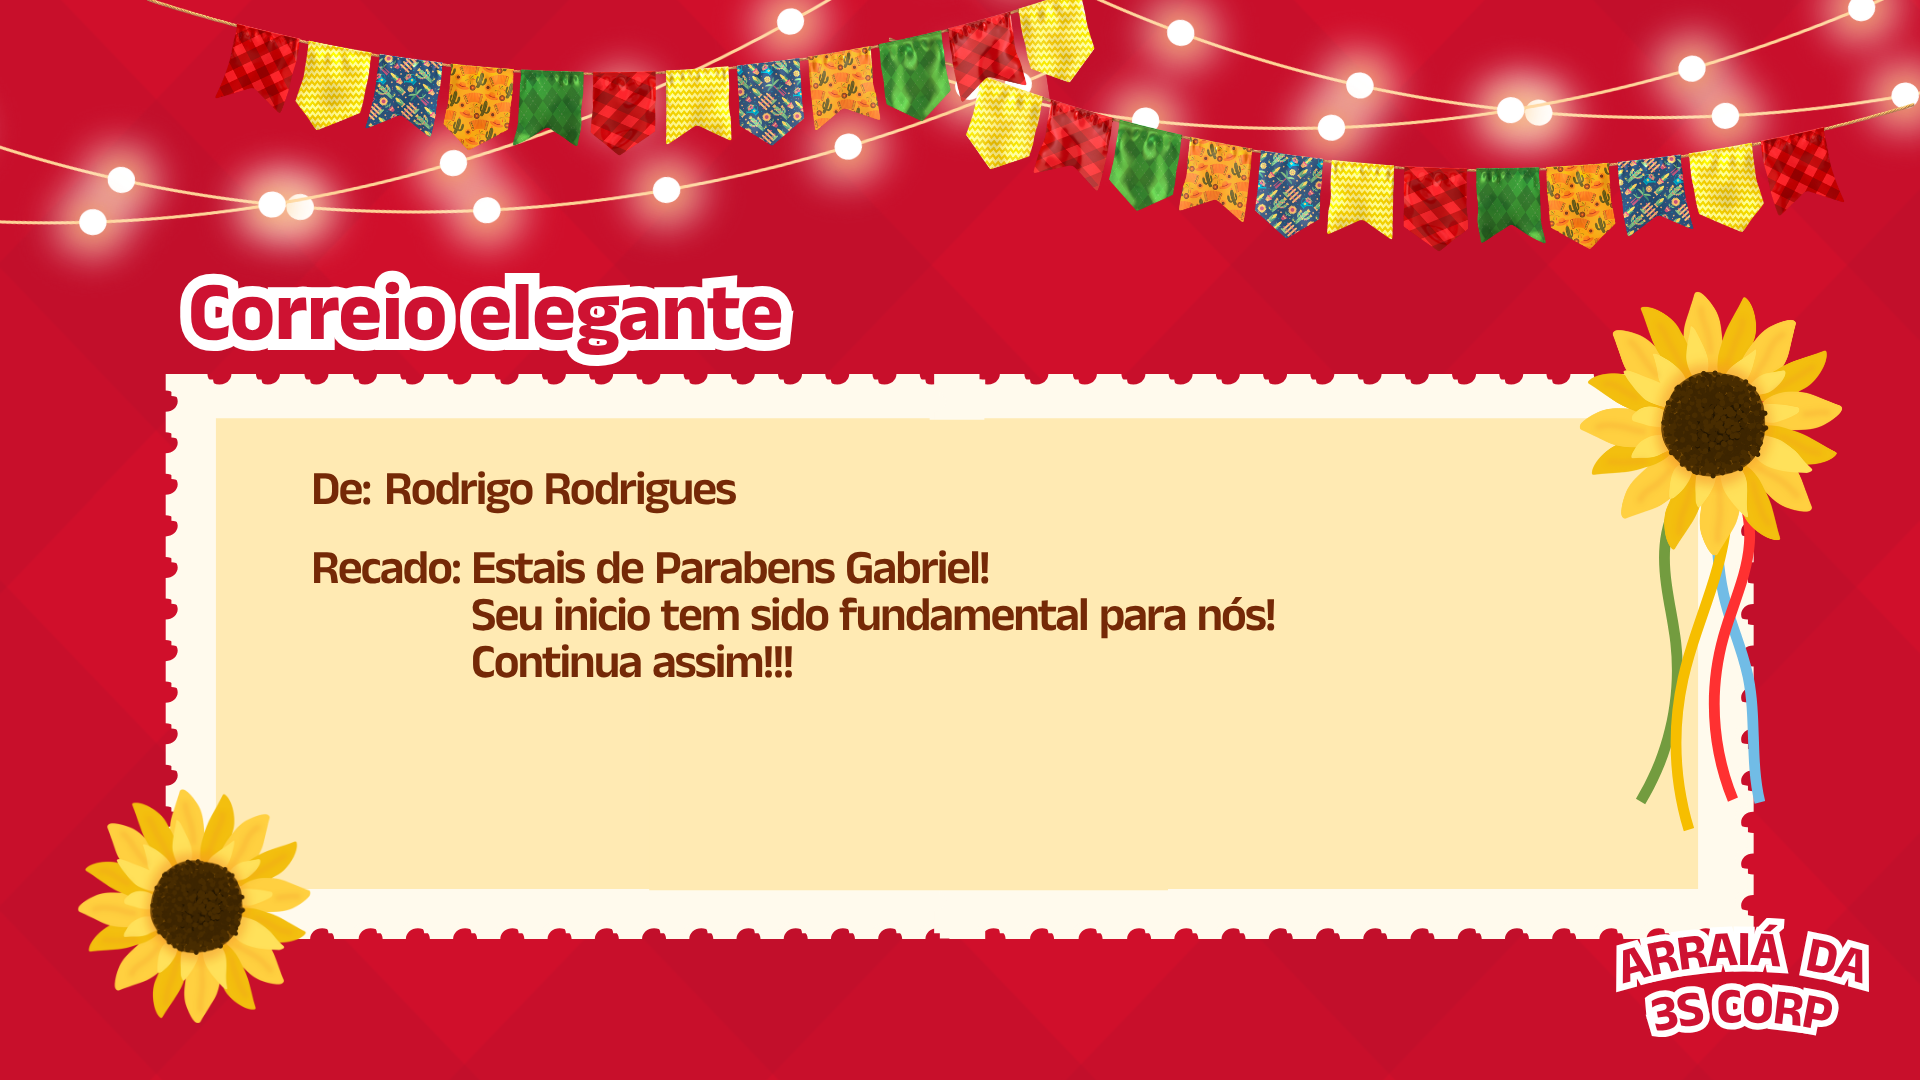 Correio elegante
De: Rodrigo Rodrigues
Recado: Estais de Parabens Gabriel!
Seu inicio tem sido fundamental para nós!
Continua assim!!!
ARRAIÁ DA
3S CORP